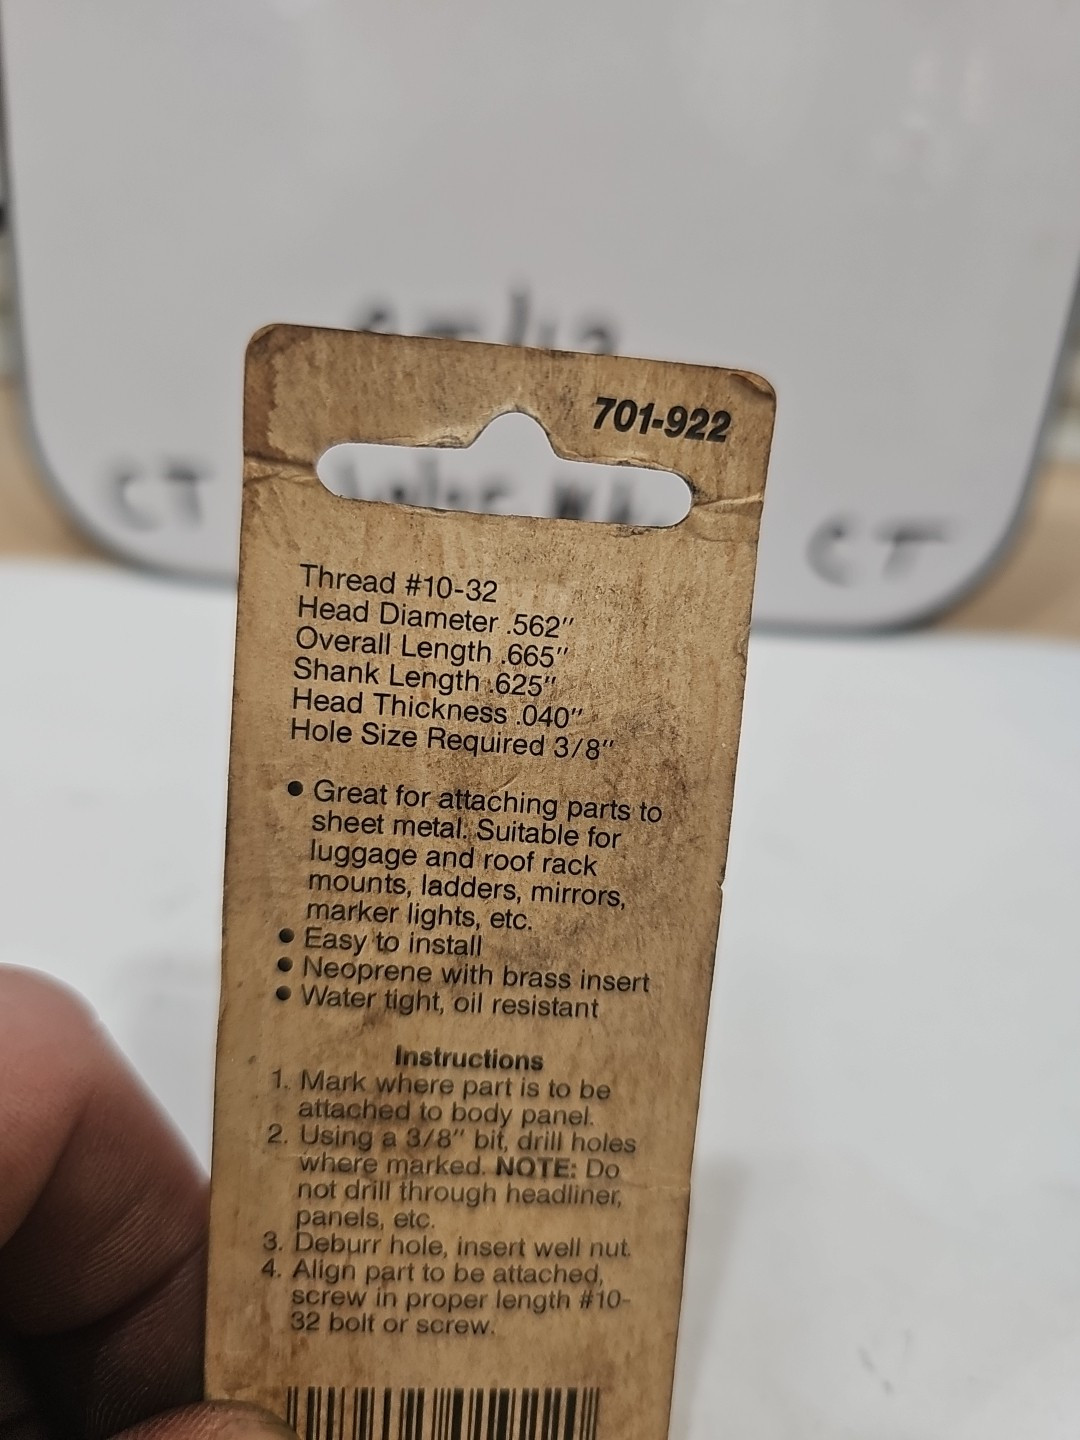 701-922
CT
CT
Thread #10-32
Head Diameter .562"
Overall Length .665"
Shank Length .625"
Head Thickness .040"
Hole Size Required 3/8"
• Great for attaching parts to
sheet metal. Suitable for
luggage and roof rack
mounts, ladders, mirrors,
marker lights, etc.
• Easy to install
• Neoprene with brass insert
• Water tight, oil resistant
Instructions
1. Mark where part is to be
attached to body panel.
2. Using a 3/8" bit, drill holes
where marked. NOTE: Do
not drill through headliner,
panels, etc.
3. Deburr hole, insert well nut.
4. Align part to be attached,
screw in proper length #10-
32 bolt or screw.